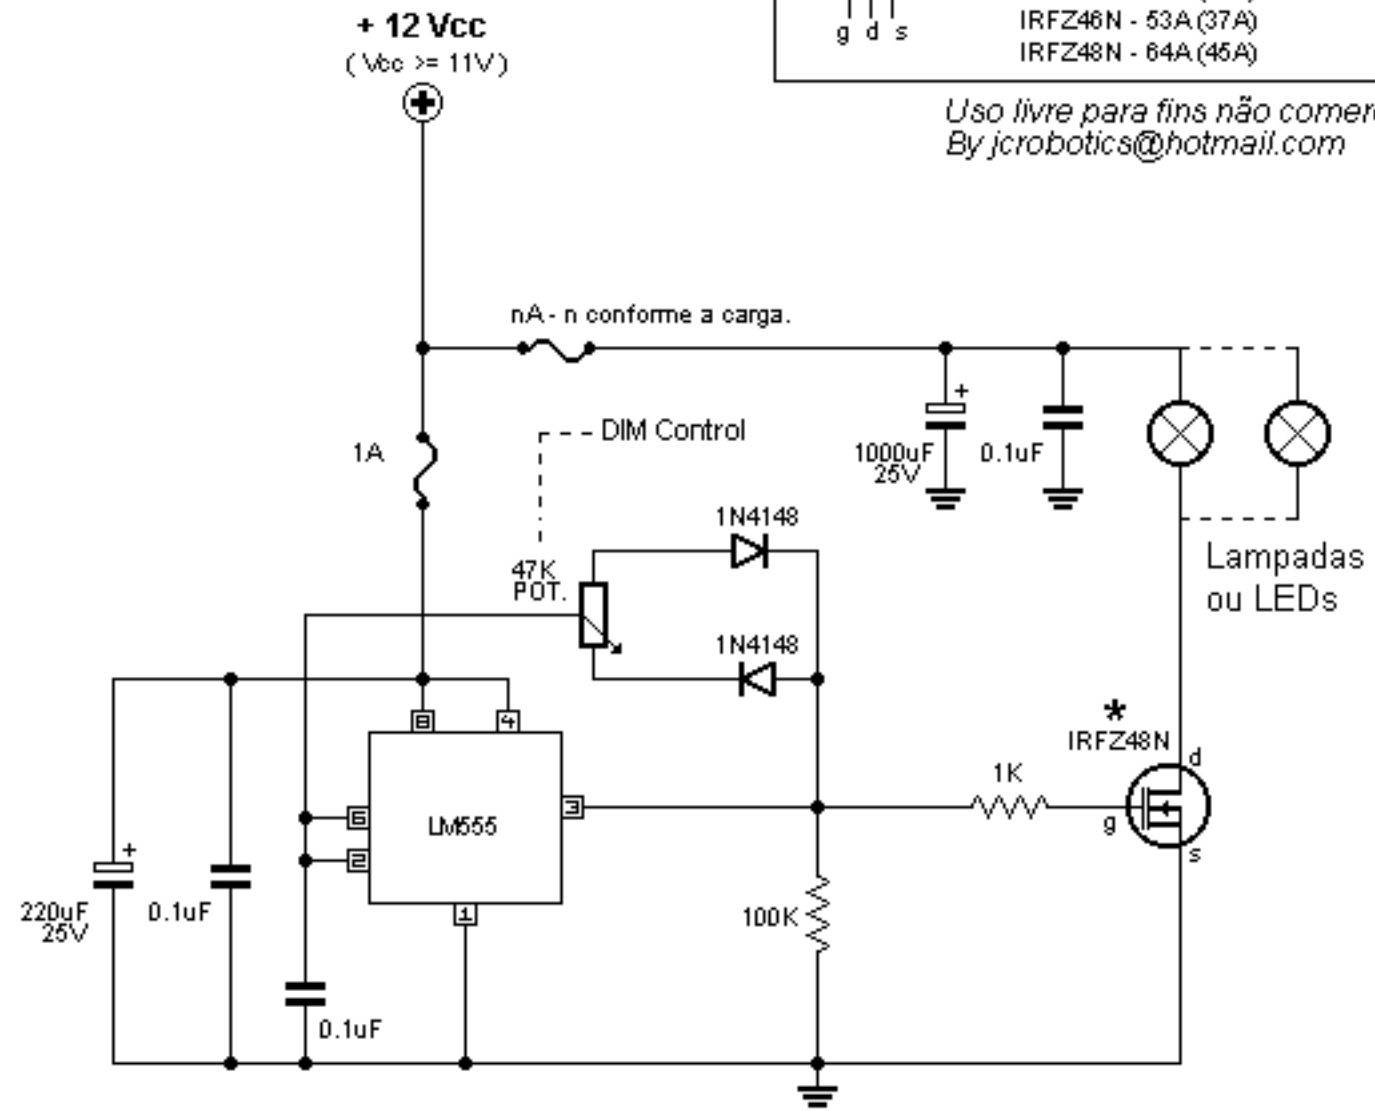 + 12 Vcc
( Vcc >= 11V )
g d s
IRFZ46N - 53A (37A)
IRFZ48N - 64A (45A)
Uso livre para fins não
By jcrobotics@hotmail.com
nA - n conforme a carga.
1A
DIM Control
+
1000uF
25V
0.1uF
1N4148
47K
POT.
1N4148
Lampadas
ou LEDs
*
IRFZ48N
d
g
s
1K
8
4
6
2
3
1
LM555
+
220uF
25V
0.1uF
100K
0.1uF